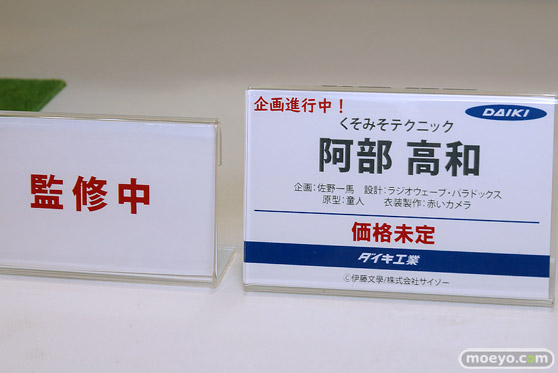 監修中
企画進行中！
DAIKI
くそみそテクニック
阿部 高和
企画：佐野一馬 設計：ラジオウェーブ・パラドックス
原型：童人 衣装製作：赤いカメラ
価格未定
ダイキ工業
©伊藤文學/株式会社サイゾー
moeyo.com